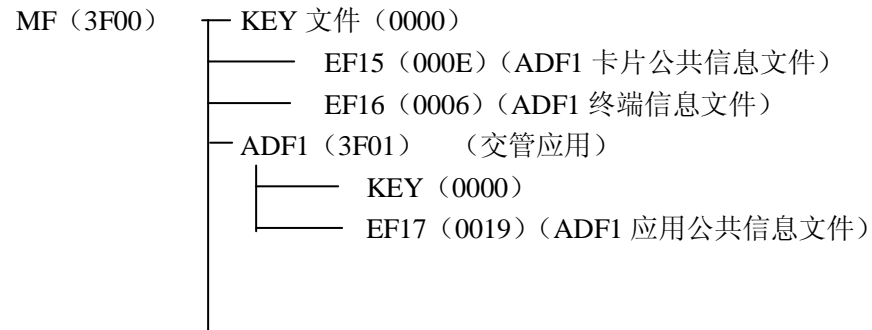 MF（3F00） KEY 文件（0000）
EF15（000E）（ADF1 卡片公共信息文件）
EF16（0006）（ADF1 终端信息文件）
ADF1（3F01） （交管应用）
KEY（0000）
EF17（0019）（ADF1 应用公共信息文件）